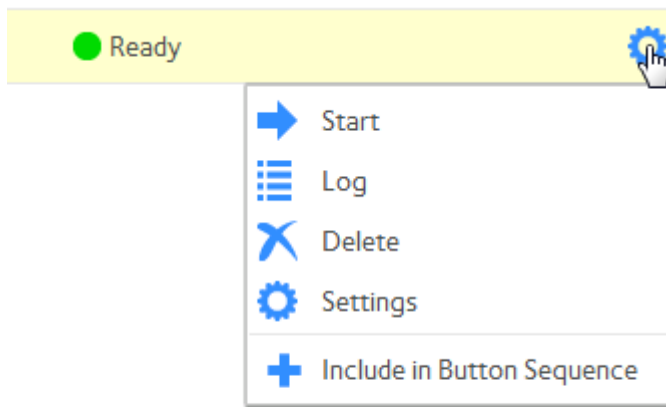 Ready
Start
Log
Delete
Settings
Include in Button Sequence